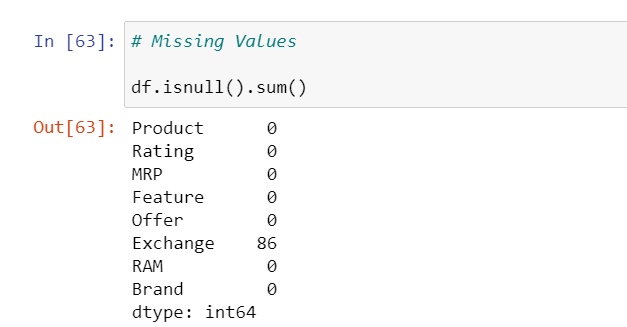 In [63]: # Missing Values
df.isnull().sum()
Out[63]: Product 0
Rating 0
MRP 0
Feature 0
Offer 0
Exchange 86
RAM 0
Brand 0
dtype: int64